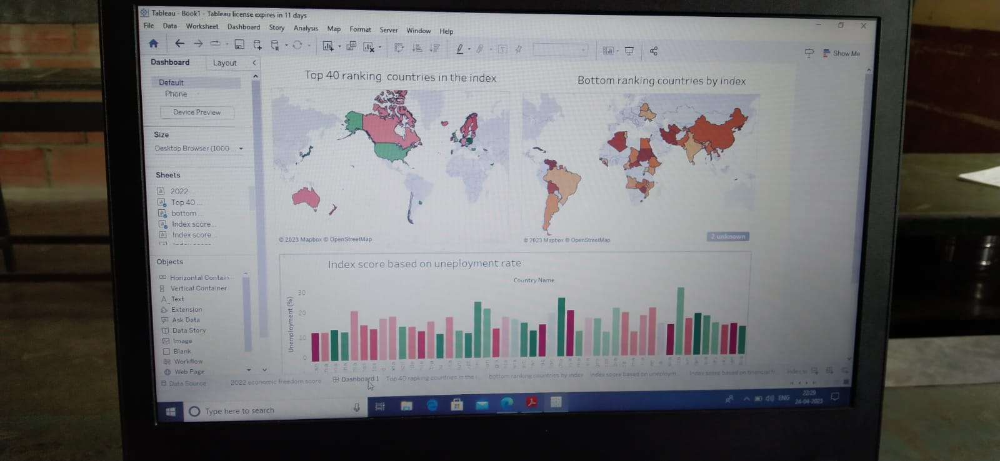 Tableau - Book1 - Tableau license expires in 11 days
File Data Worksheet Dashboard Story Analysis Map Format Server Window Help
Show Me
Dashboard Layout
Default
Phone
Device Preview
Size
Desktop Browser (1000
Sheets
2022 ...
Top 40 ...
bottom ...
Index score...
Index score...
Objects
Horizontal Contain...
Vertical Container
Text
Extension
Ask Data
Data Story
Image
Blank
Workflow
Web Page
Top 40 ranking countries in the index
Bottom ranking countries by index
© 2023 Mapbox © OpenStreetMap
© 2023 Mapbox © OpenStreetMap
2 unknown
Index score based on uneployment rate
Country Name
Unemployment (%)
30
20
10
0
Data Source
2022 economic freedom score
Dashboard 1
Top 40 ranking countries in the i...
bottom ranking countries by index
Index score based on uneploym...
Index score based on financial fr...
Type here to search
ENG
22:29
24-04-2023